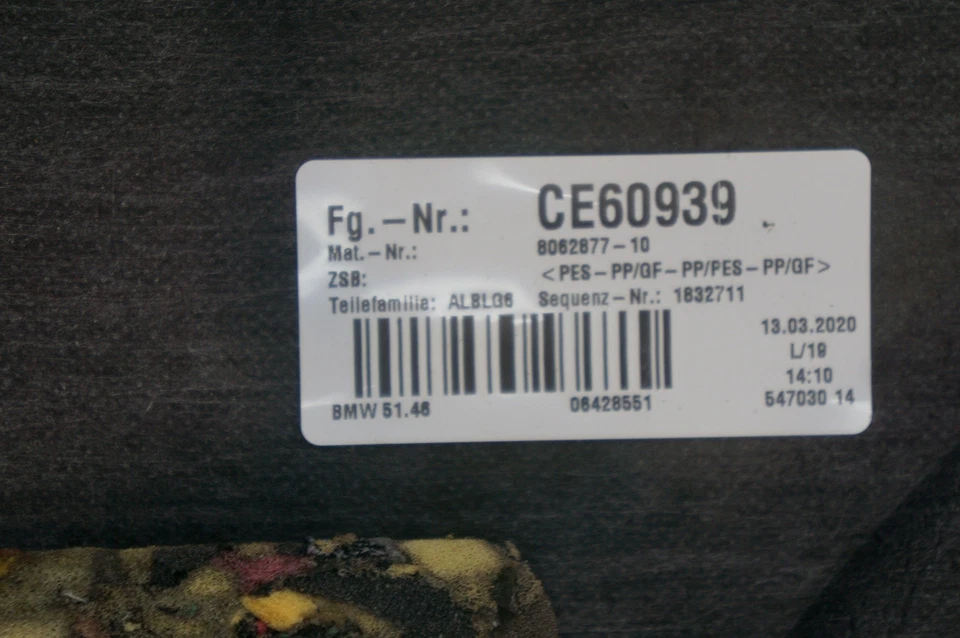 Fg.-Nr.: CE60939
Mat.-Nr.: 8062877-10
ZSB: <PES-PP/GF-PP/PES-PP/GF>
Teilefamilie: ALBLG6 Sequenz-Nr.: 1832711
13.03.2020
L/19
14:10
BMW 51.46 06428551 547030 14